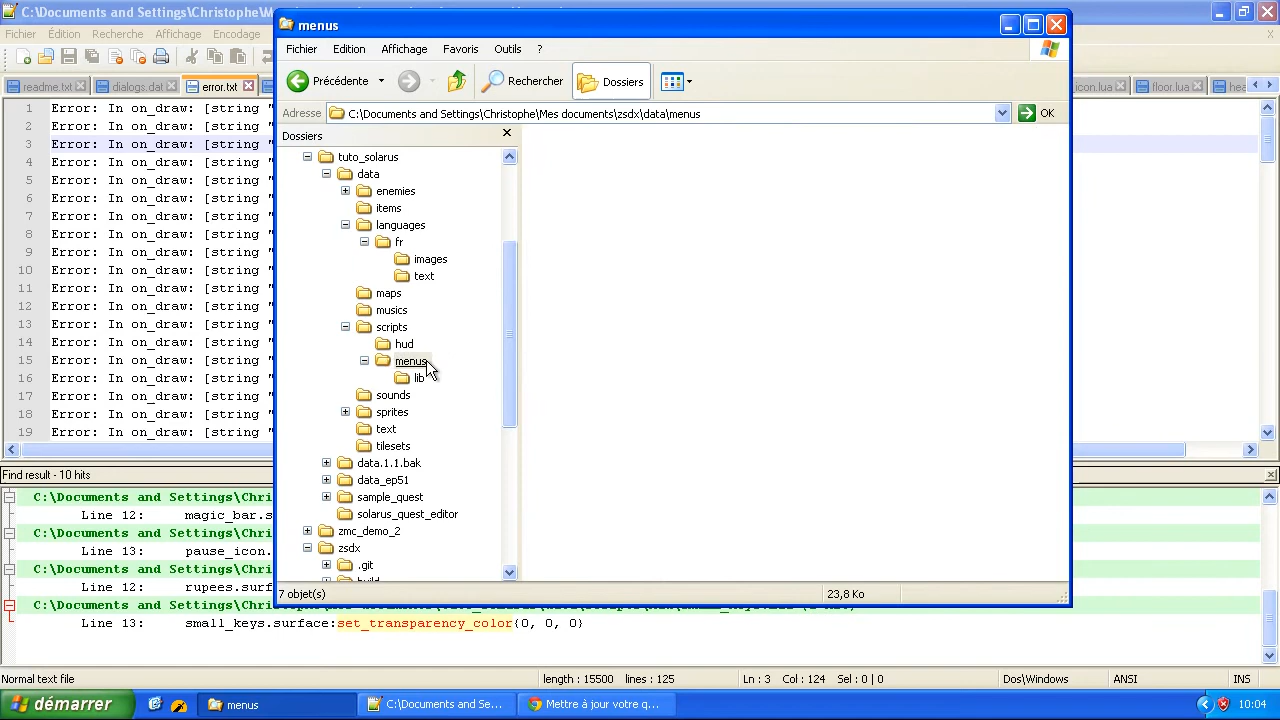 C:\Documents and Settings\Christophe\Mes
menus
Fichier Édition Recherche Affichage Encodage
Fichier Edition Affichage Favoris Outils ?
Précédente Rechercher Dossiers
readme.txt dialogs.dat error.txt icon.lua floor.lua hea
Adresse C:\Documents and Settings\Christophe\Mes documents\zsdx\data\menus OK
Dossiers
1 Error: In on_draw: [string "
2 Error: In on_draw: [string "
3 Error: In on_draw: [string "
4 Error: In on_draw: [string "
5 Error: In on_draw: [string "
6 Error: In on_draw: [string "
7 Error: In on_draw: [string "
8 Error: In on_draw: [string "
9 Error: In on_draw: [string "
10 Error: In on_draw: [string "
11 Error: In on_draw: [string "
12 Error: In on_draw: [string "
13 Error: In on_draw: [string "
14 Error: In on_draw: [string "
15 Error: In on_draw: [string "
16 Error: In on_draw: [string "
17 Error: In on_draw: [string "
18 Error: In on_draw: [string "
19 Error: In on_draw: [string "
tuto_solarus
data
enemies
items
languages
fr
images
text
maps
musics
scripts
hud
menus
lib
sounds
sprites
text
tilesets
data.1.1.bak
data_ep51
sample_quest
solarus_quest_editor
zmc_demo_2
zsdx
.git
build
7 objet(s) 23,8 Ko
Find result - 10 hits
C:\Documents and Settings\Chri
Line 12: magic_bar.s
C:\Documents and Settings\Chri
Line 13: pause_icon.
C:\Documents and Settings\Chri
Line 12: rupees.surf
C:\Documents and Settings\Chri
Line 13: small_keys.surface:set_transparency_color{0, 0, 0}
Normal text file length : 15500 lines : 125 Ln : 3 Col : 124 Sel : 0 | 0 Dos\Windows ANSI INS
démarrer menus C:\Documents and Se... Mettre à jour votre q... 10:04